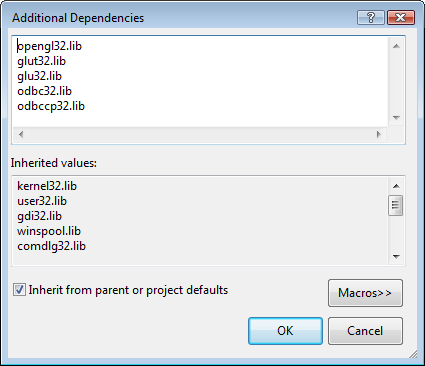 Additional Dependencies
opengl32.lib
glut32.lib
glu32.lib
odbc32.lib
odbccp32.lib
Inherited values:
kernel32.lib
user32.lib
gdi32.lib
winspool.lib
comdlg32.lib
Inherit from parent or project defaults
Macros>>
OK
Cancel